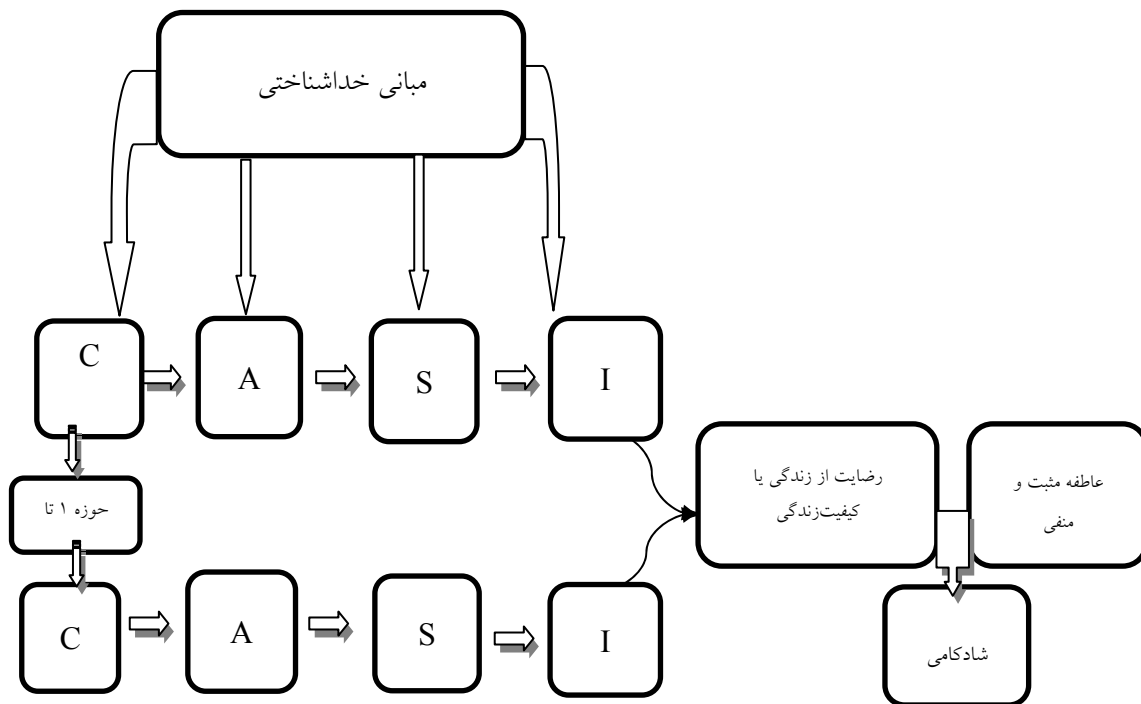 مبانی خداشناختی
C
A
S
I
رضایت از زندگی یا
کیفیت‌زندگی
عاطفه مثبت و
منفی
حوزه ۱ تا
C
A
S
I
شادکامی